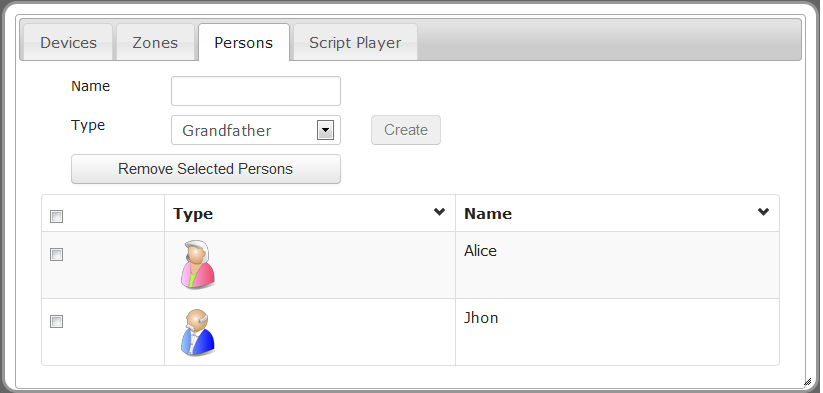 Devices Zones Persons Script Player
Name
Type Grandfather Create
Remove Selected Persons
Type Name
Alice
Jhon